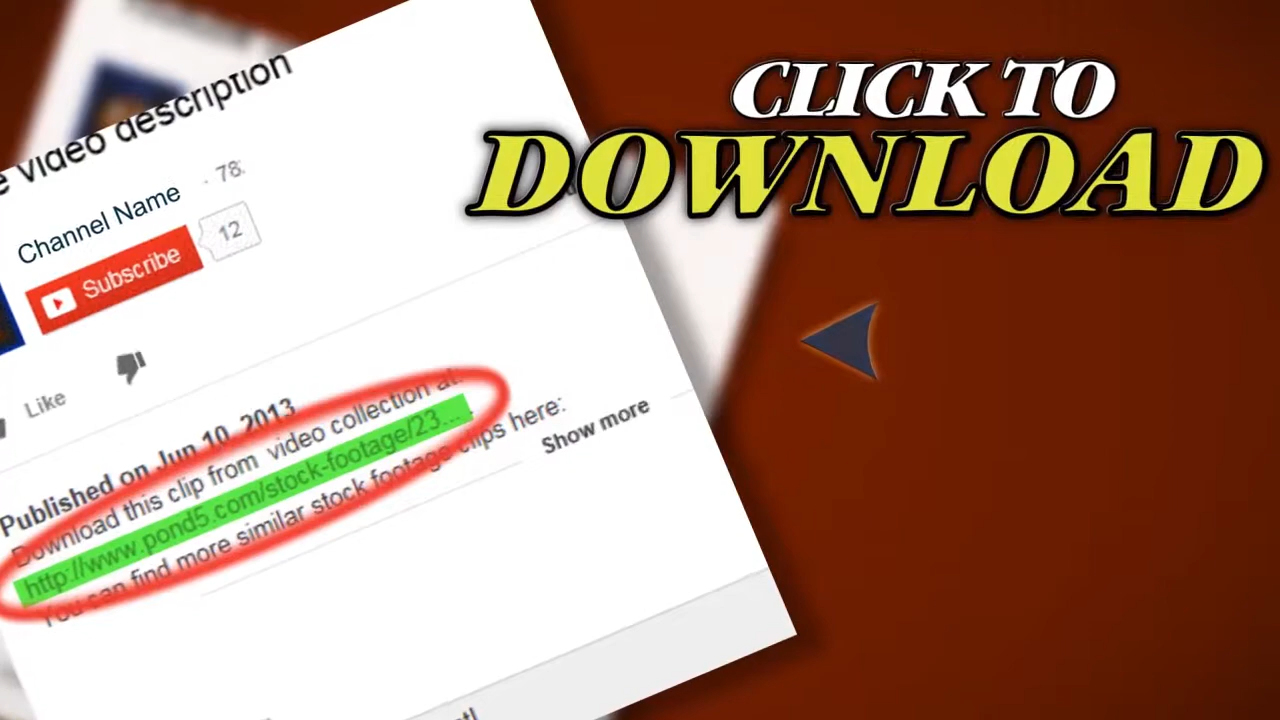 CLICK TO
DOWNLOAD
e video description
Channel Name
· 78
Subscribe
12
Like
Published on Jun 10, 2013
Download this clip from video collection at:
http://www.pond5.com/stock-footage/23...
You can find more similar stock footage clips here:
Show more